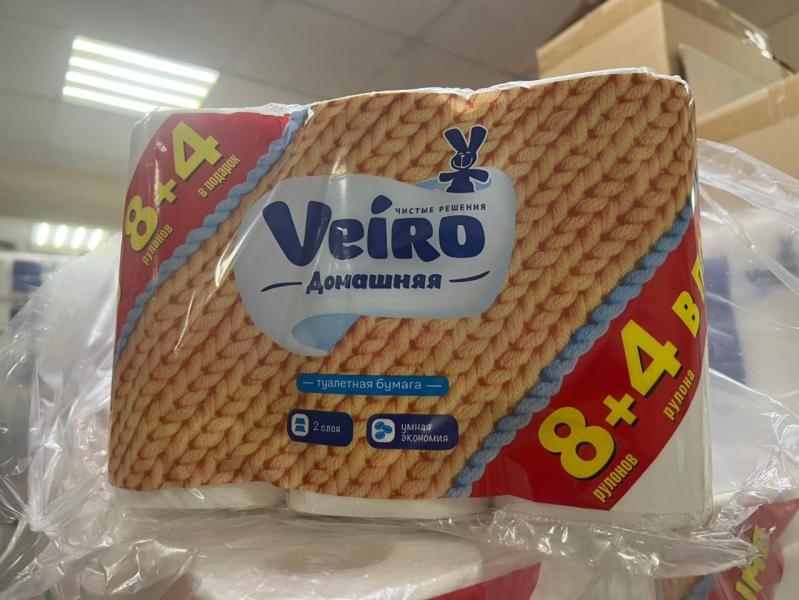 8+4
рулонов
в подарок
Veiro
ЧИСТЫЕ РЕШЕНИЯ
Домашняя
туалетная бумага
2 слоя
умная
экономия
8+4 в
рулонов
рулона